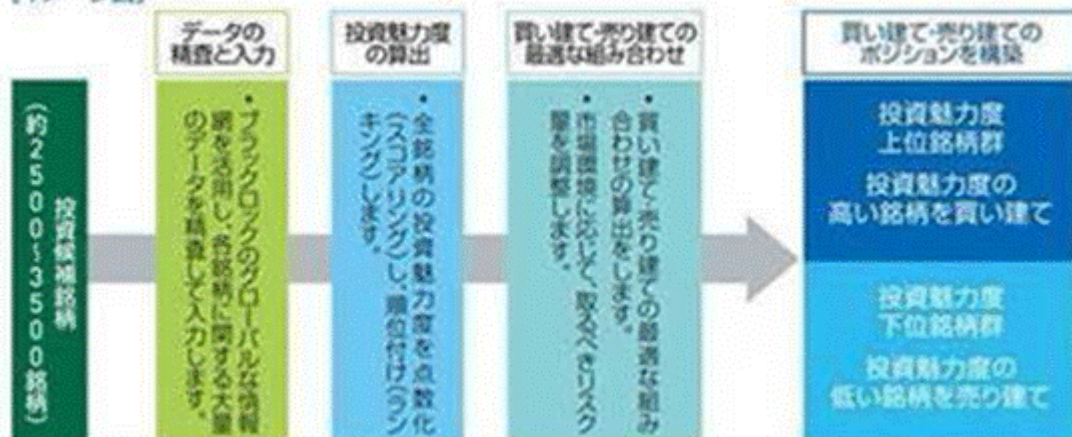 投資候補銘柄
（約2500~3500銘柄）
データの
精査と入力
・ブラックロックのグローバルな情報
網を活用し、各銘柄に関する大量
のデータを精査して入力します。
投資魅力度
の算出
・全銘柄の投資魅力度を点数化
（スコアリング）し、順位付け（ラン
キング）します。
買い建て・売り建ての
最適な組み合わせ
・買い建て・売り建ての最適な組み
合わせの算出をします。
・市場環境に応じて、取るべきリスク
量を調整します。
買い建て・売り建ての
ポジションを構築
投資魅力度
上位銘柄群
投資魅力度の
高い銘柄を買い建て
投資魅力度
下位銘柄群
投資魅力度の
低い銘柄を売り建て